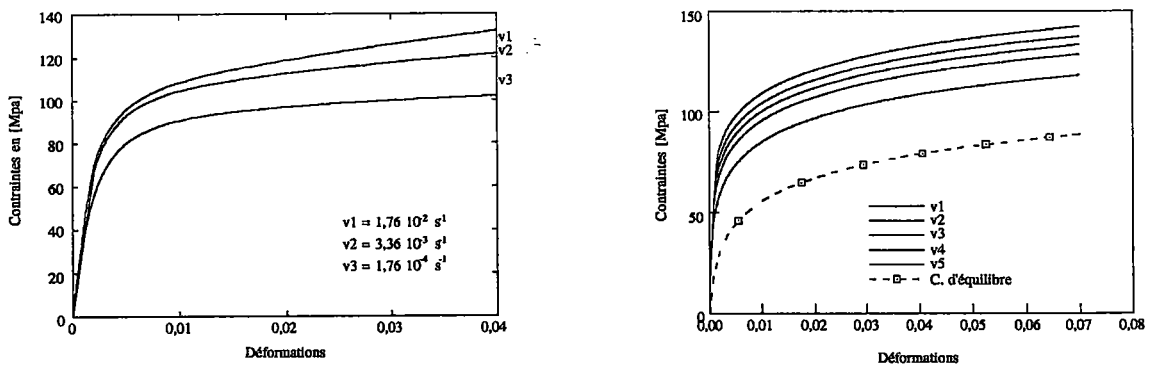 140
120
100
80
60
40
20
0
Contraintes en [Mpa]
v1
v2
v3
v1 = 1,76 10⁻² s⁻¹
v2 = 3,36 10⁻³ s⁻¹
v3 = 1,76 10⁻⁴ s⁻¹
0 0,01 0,02 0,03 0,04
Déformations
150
100
50
0
Contraintes [Mpa]
v1
v2
v3
v4
v5
C. d'équilibre
0,00 0,01 0,02 0,03 0,04 0,05 0,06 0,07 0,08
Déformations